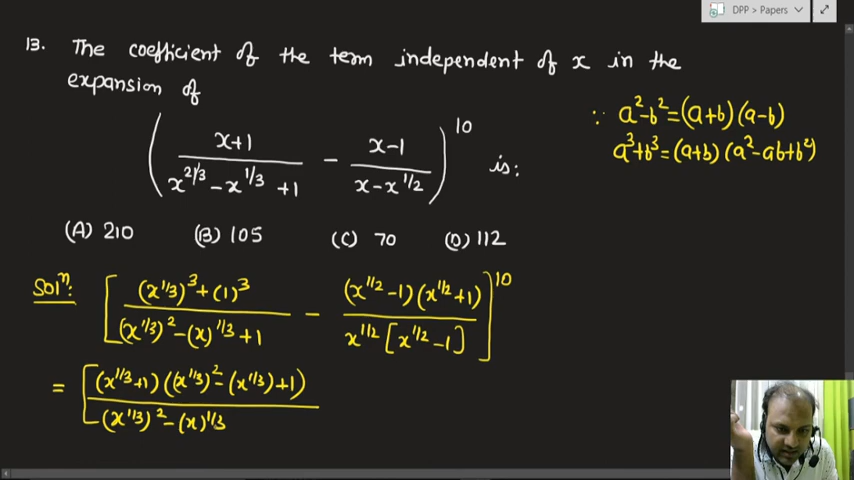 DPP > Papers
13. The coefficient of the term independent of x in the
expansion of
( (x+1)/(x^{2/3} - x^{1/3} + 1) - (x-1)/(x - x^{1/2}) )^{10} is:
(A) 210 (B) 105 (C) 70 (D) 112
∵ a² - b² = (a+b)(a-b)
a³ + b³ = (a+b)(a² - ab + b²)
Solⁿ: [ ((x^{1/3})³ + (1)³)/((x^{1/3})² - (x)^{1/3} + 1) - ((x^{1/2} - 1)(x^{1/2} + 1))/(x^{1/2}[x^{1/2} - 1]) ]^{10}
= [ ((x^{1/3} + 1)((x^{1/3})² - (x^{1/3}) + 1))/((x^{1/3})² - (x)^{1/3}